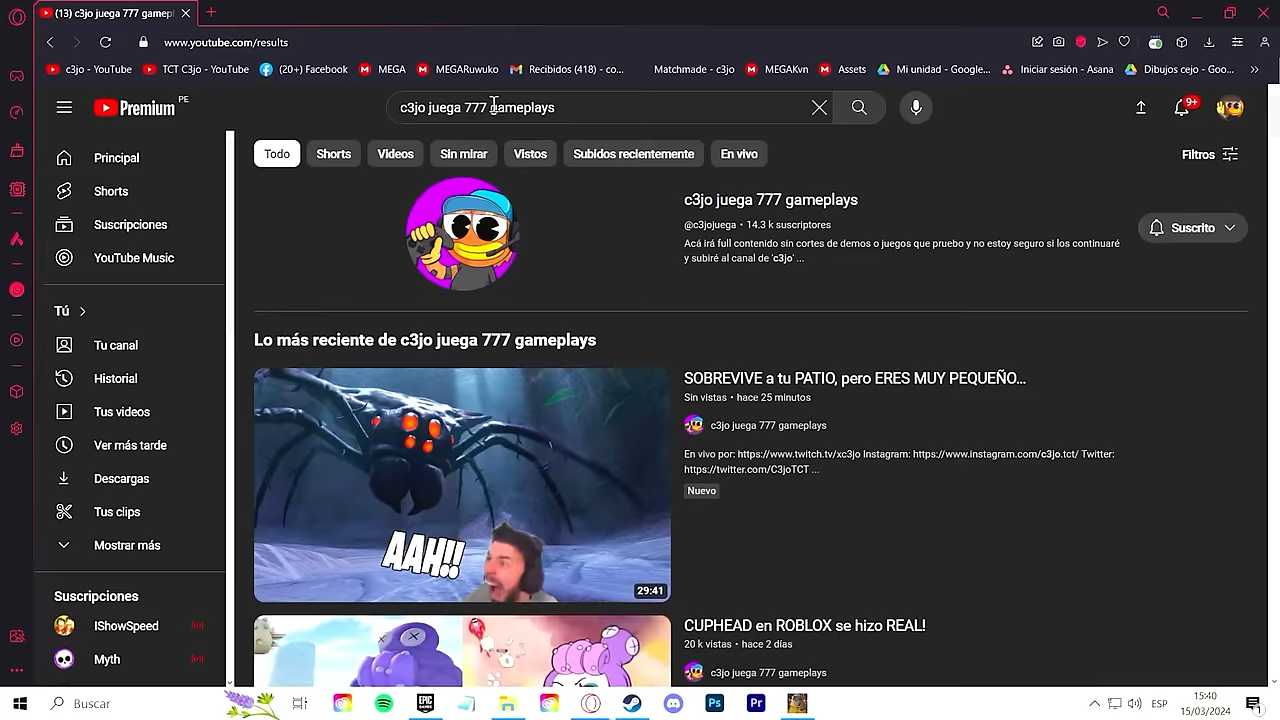 (13) c3jo juega 777 gamepl
www.youtube.com/results
c3jo - YouTube
TCT C3jo - YouTube
(20+) Facebook
MEGA
MEGARuwuko
Recibidos (418) - co...
Matchmade - c3jo
MEGAKvn
Assets
Mi unidad - Google...
Iniciar sesión - Asana
Dibujos cejo - Goo...
Premium PE
c3jo juega 777 gameplays
9+
Principal
Shorts
Suscripciones
YouTube Music
Tú
Tu canal
Historial
Tus videos
Ver más tarde
Descargas
Tus clips
Mostrar más
Suscripciones
IShowSpeed
Myth
Todo
Shorts
Videos
Sin mirar
Vistos
Subidos recientemente
En vivo
Filtros
c3jo juega 777 gameplays
@c3jojuega • 14.3 k suscriptores
Acá irá full contenido sin cortes de demos o juegos que pruebo y no estoy seguro si los continuaré
y subiré al canal de 'c3jo' ...
Suscrito
Lo más reciente de c3jo juega 777 gameplays
AAH!!
29:41
SOBREVIVE a tu PATIO, pero ERES MUY PEQUEÑO...
Sin vistas • hace 25 minutos
c3jo juega 777 gameplays
En vivo por: https://www.twitch.tv/xc3jo Instagram: https://www.instagram.com/c3jo.tct/ Twitter:
https://twitter.com/C3joTCT ...
Nuevo
CUPHEAD en ROBLOX se hizo REAL!
20 k vistas • hace 2 días
c3jo juega 777 gameplays
Buscar
EPIC
GAMES
Ps
Pr
ESP
15:40
15/03/2024
1